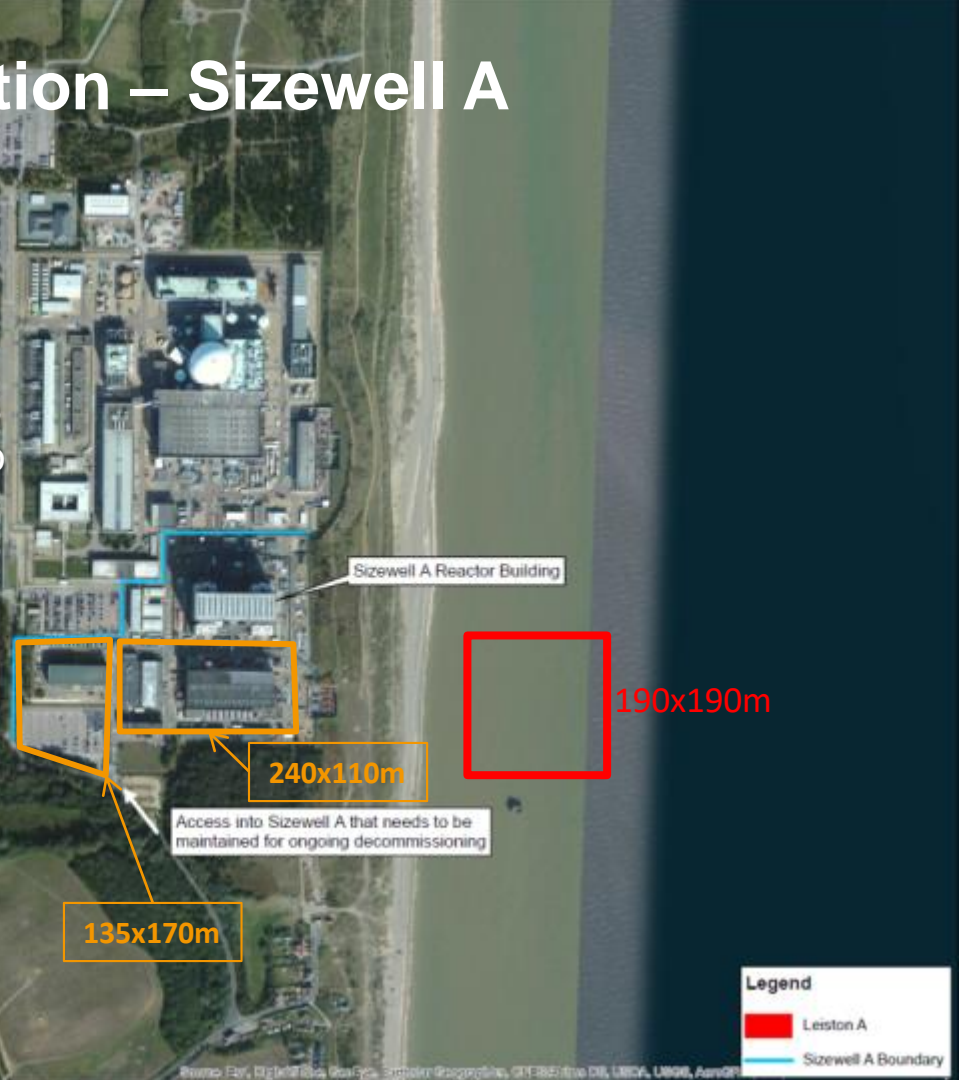 tion – Sizewell A
Sizewell A Reactor Building
190x190m
240x110m
Access into Sizewell A that needs to be
maintained for ongoing decommissioning
135x170m
Legend
Leiston A
Sizewell A Boundary